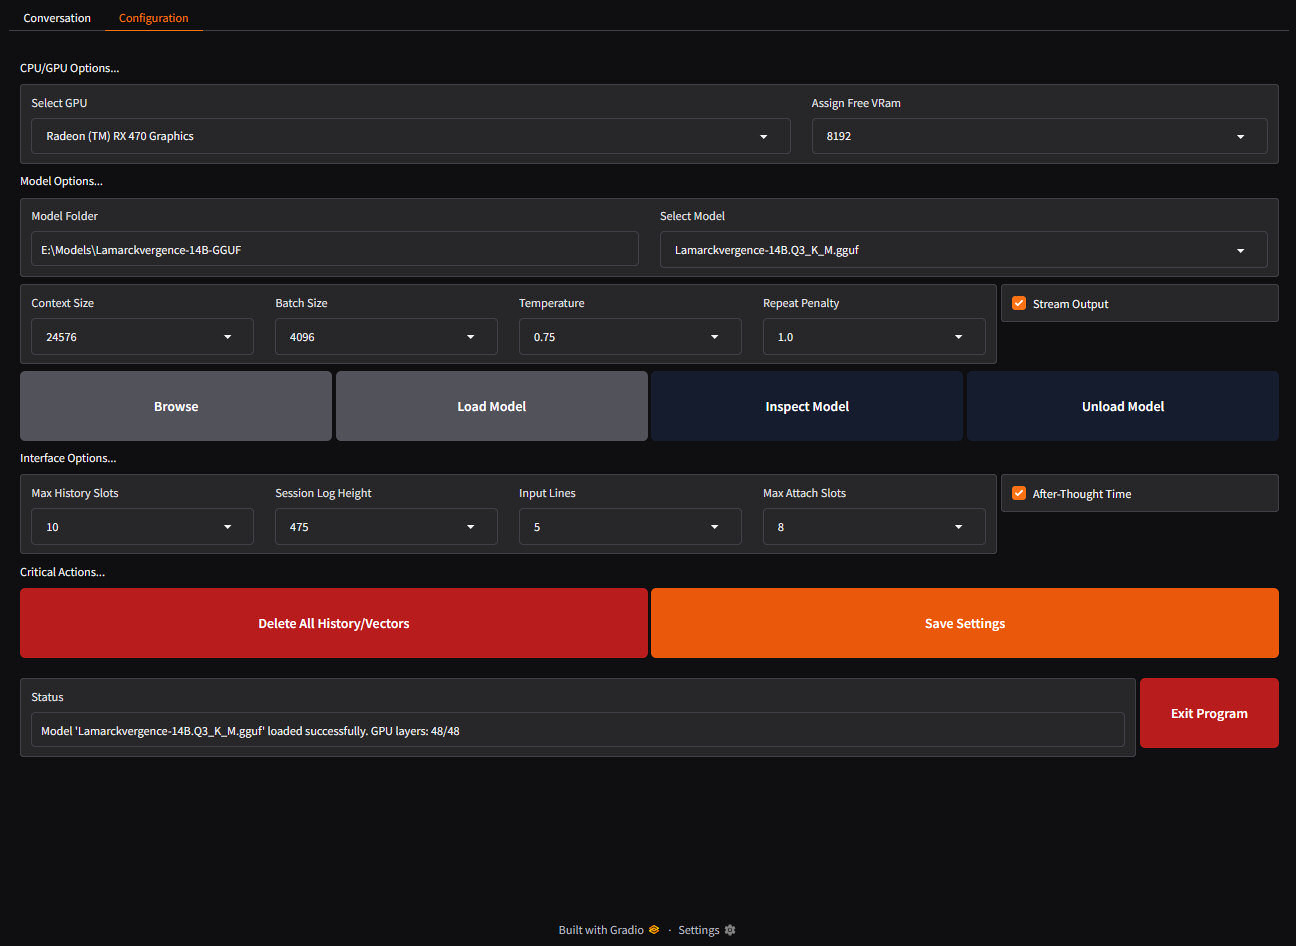 Conversation Configuration
CPU/GPU Options...
Select GPU Assign Free VRam
Radeon (TM) RX 470 Graphics 8192
Model Options...
Model Folder Select Model
E:\Models\Lamarckvergence-14B-GGUF Lamarckvergence-14B.Q3_K_M.gguf
Context Size Batch Size Temperature Repeat Penalty Stream Output
24576 4096 0.75 1.0
Browse Load Model Inspect Model Unload Model
Interface Options...
Max History Slots Session Log Height Input Lines Max Attach Slots After-Thought Time
10 475 5 8
Critical Actions...
Delete All History/Vectors Save Settings
Status
Exit Program
Model 'Lamarckvergence-14B.Q3_K_M.gguf' loaded successfully. GPU layers: 48/48
Built with Gradio · Settings